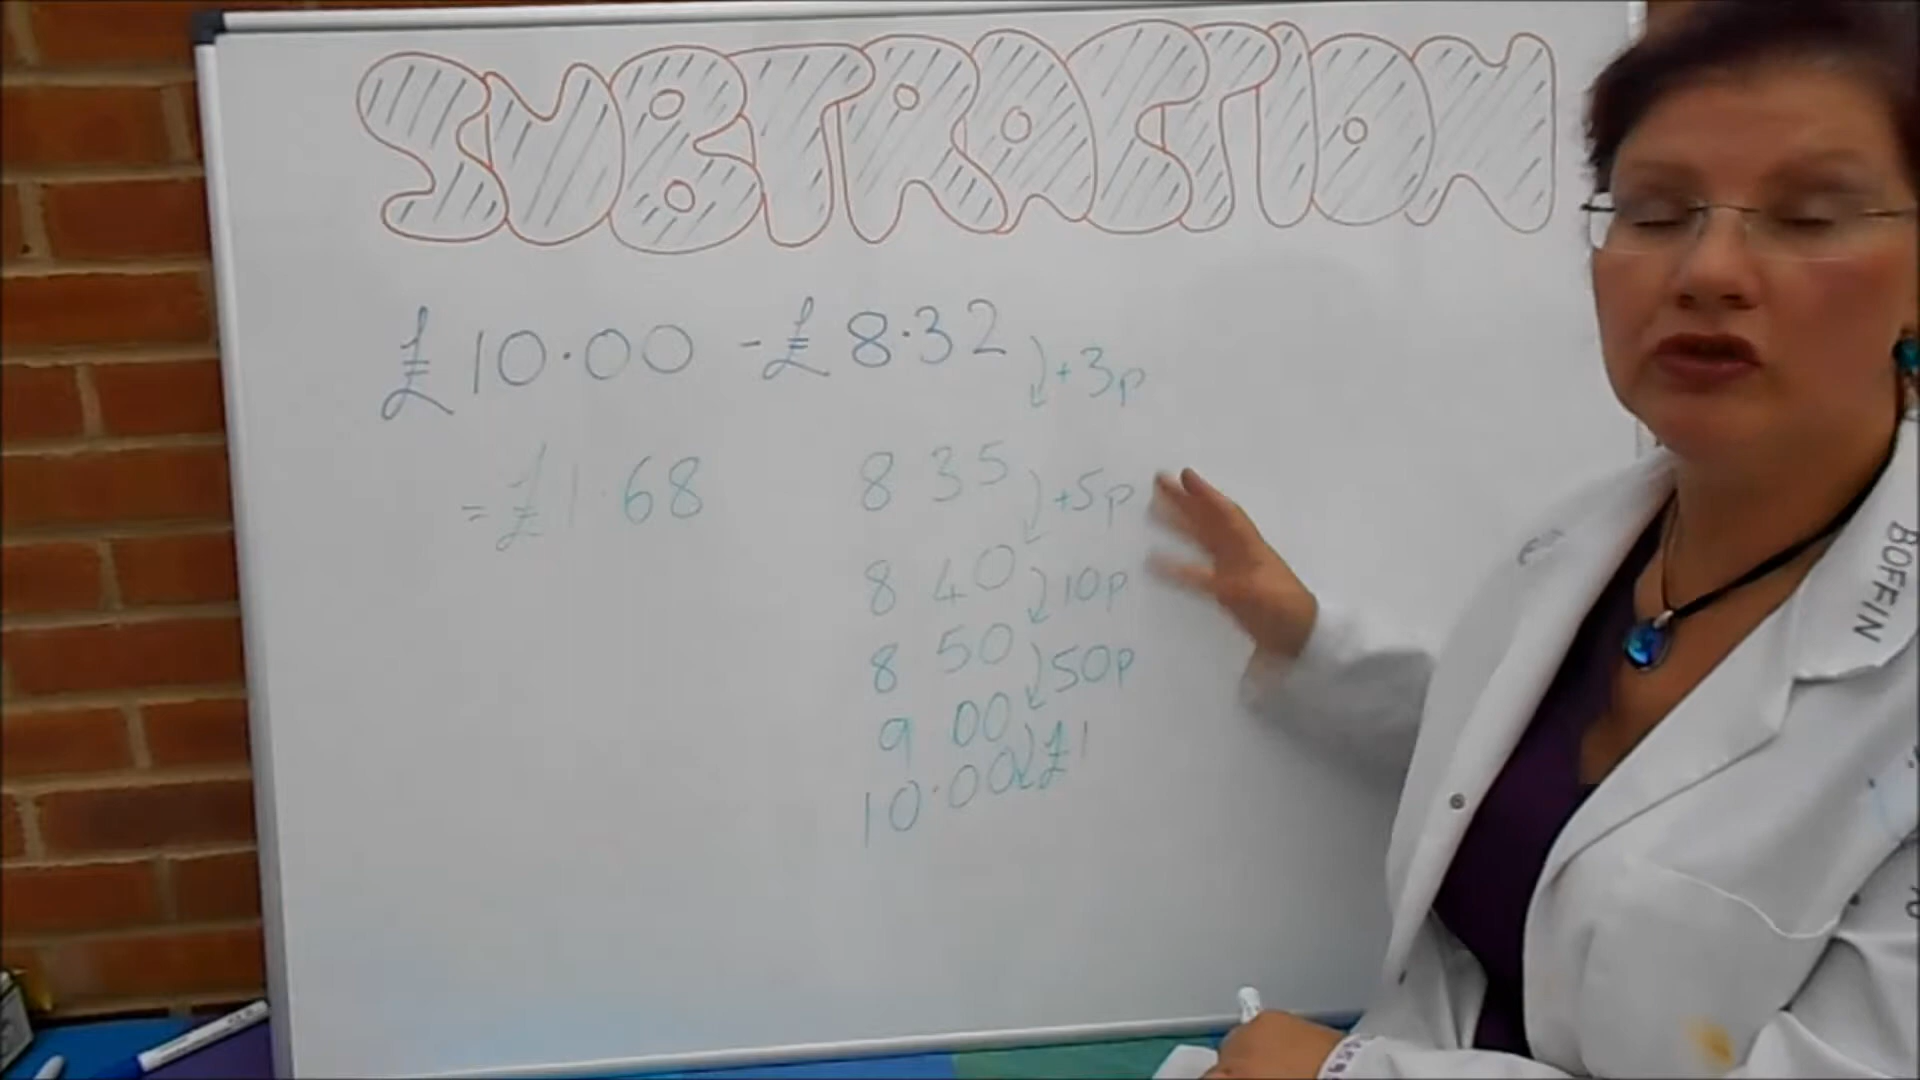 SUBTRACTION
£10.00 - £8.32
+3p
= £1.68
8 35
+5p
8 40
10p
8 50
50p
9 00
£1
10.00
BOFFIN